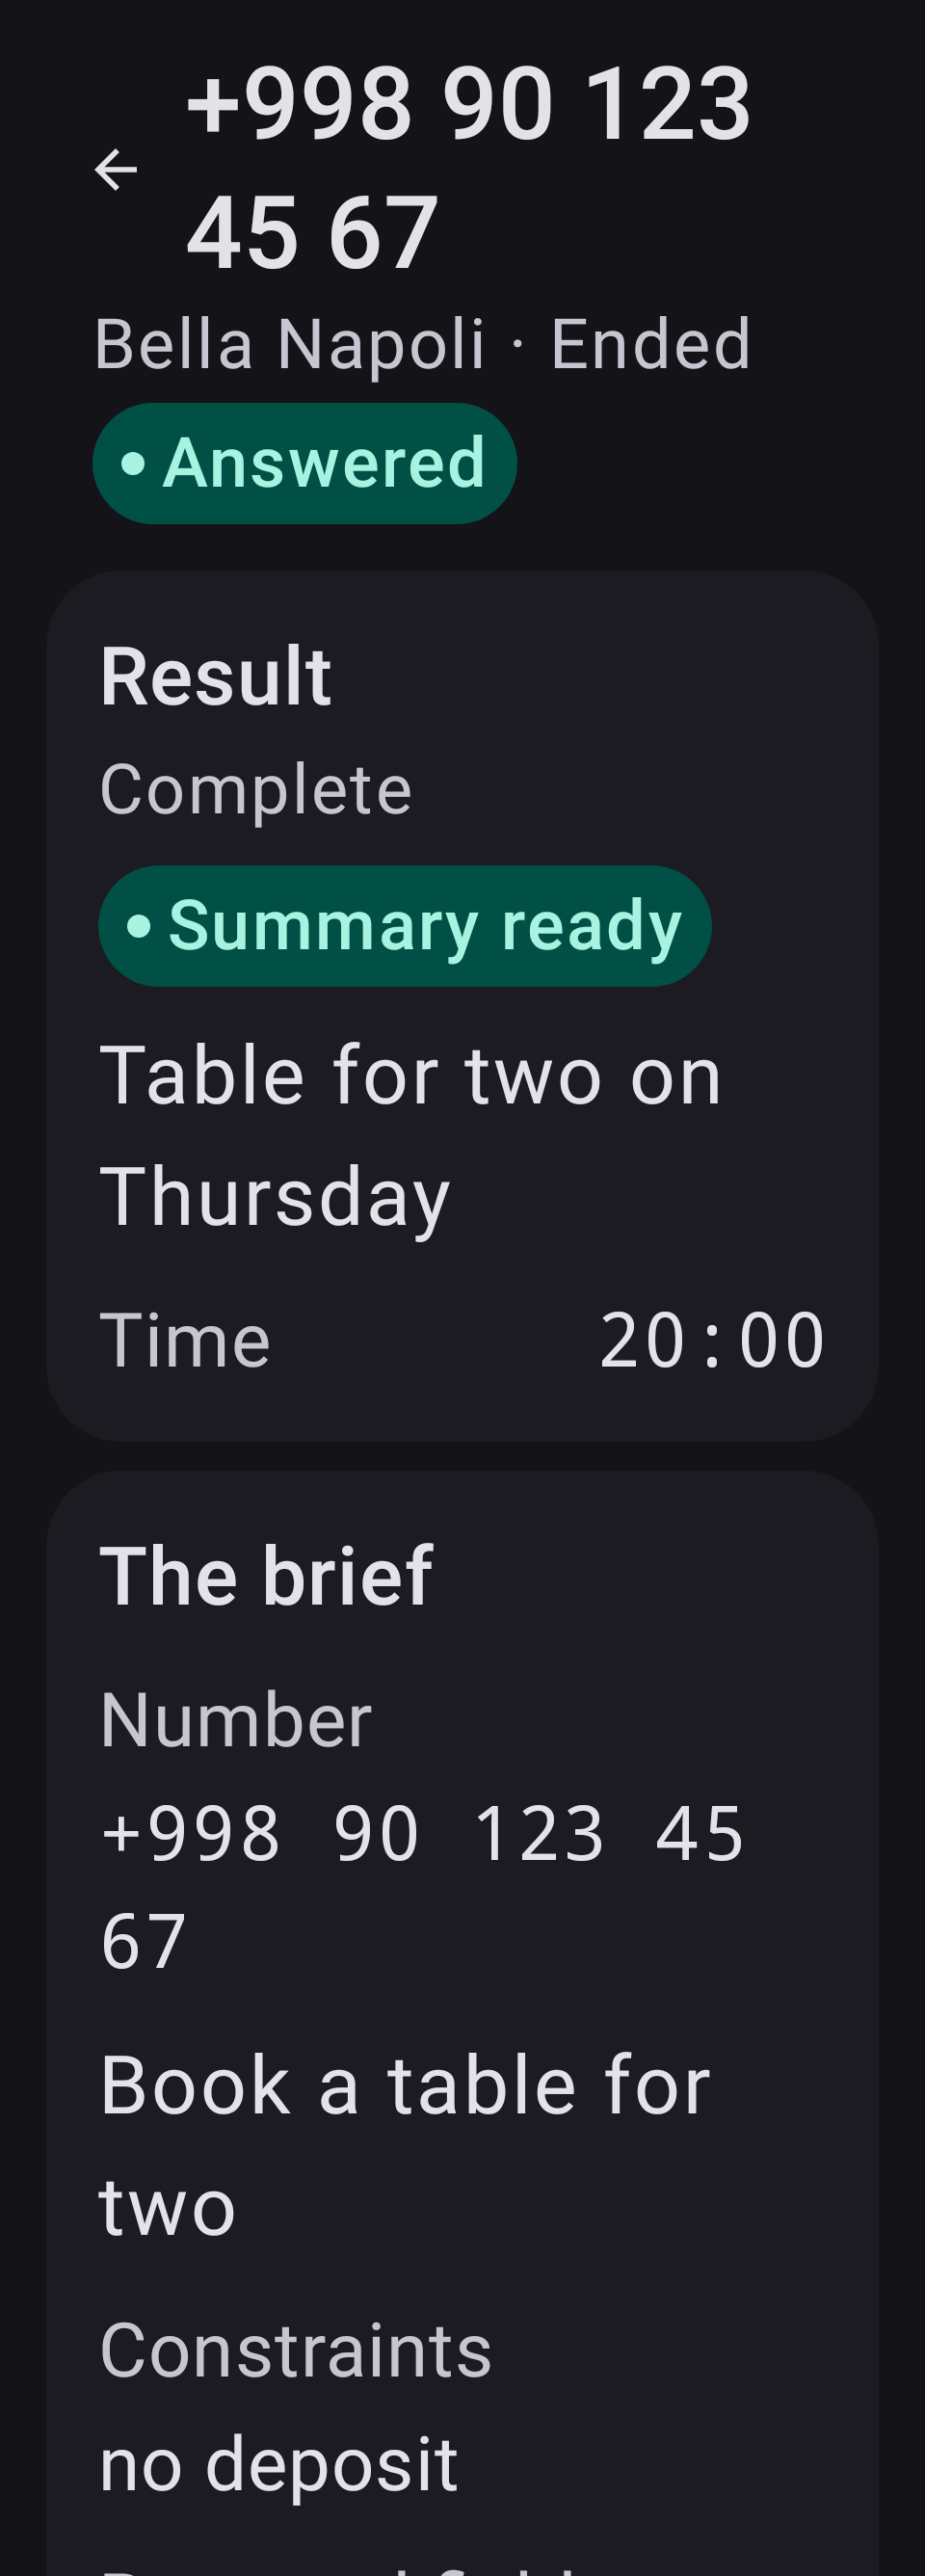 +998 90 123
45 67
Bella Napoli · Ended
Answered
Result
Complete
Summary ready
Table for two on
Thursday
Time 20:00
The brief
Number
+998 90 123 45
67
Book a table for
two
Constraints
no deposit